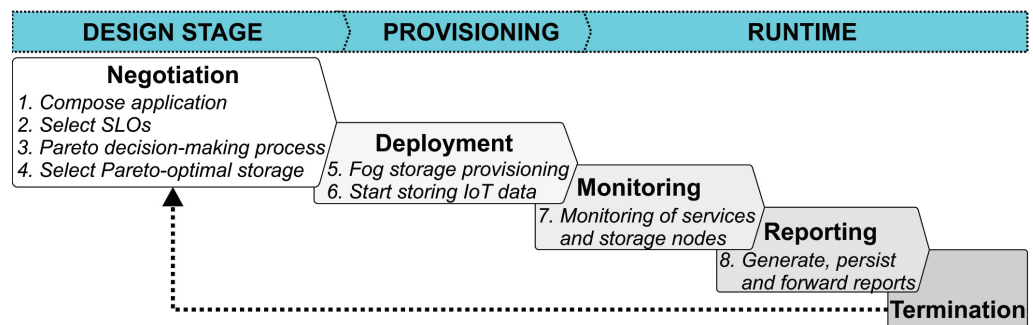 DESIGN STAGE
PROVISIONING
RUNTIME
Negotiation
1. Compose application
2. Select SLOs
3. Pareto decision-making process
4. Select Pareto-optimal storage
Deployment
5. Fog storage provisioning
6. Start storing IoT data
Monitoring
7. Monitoring of services
and storage nodes
Reporting
8. Generate, persist
and forward reports
Termination